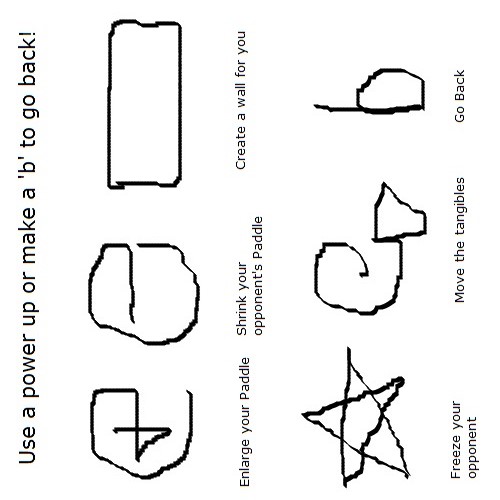 Use a power up or make a 'b' to go back!
Enlarge your Paddle
Shrink your
opponent's Paddle
Create a wall for you
Freeze your
opponent
Move the tangibles
b
Go Back